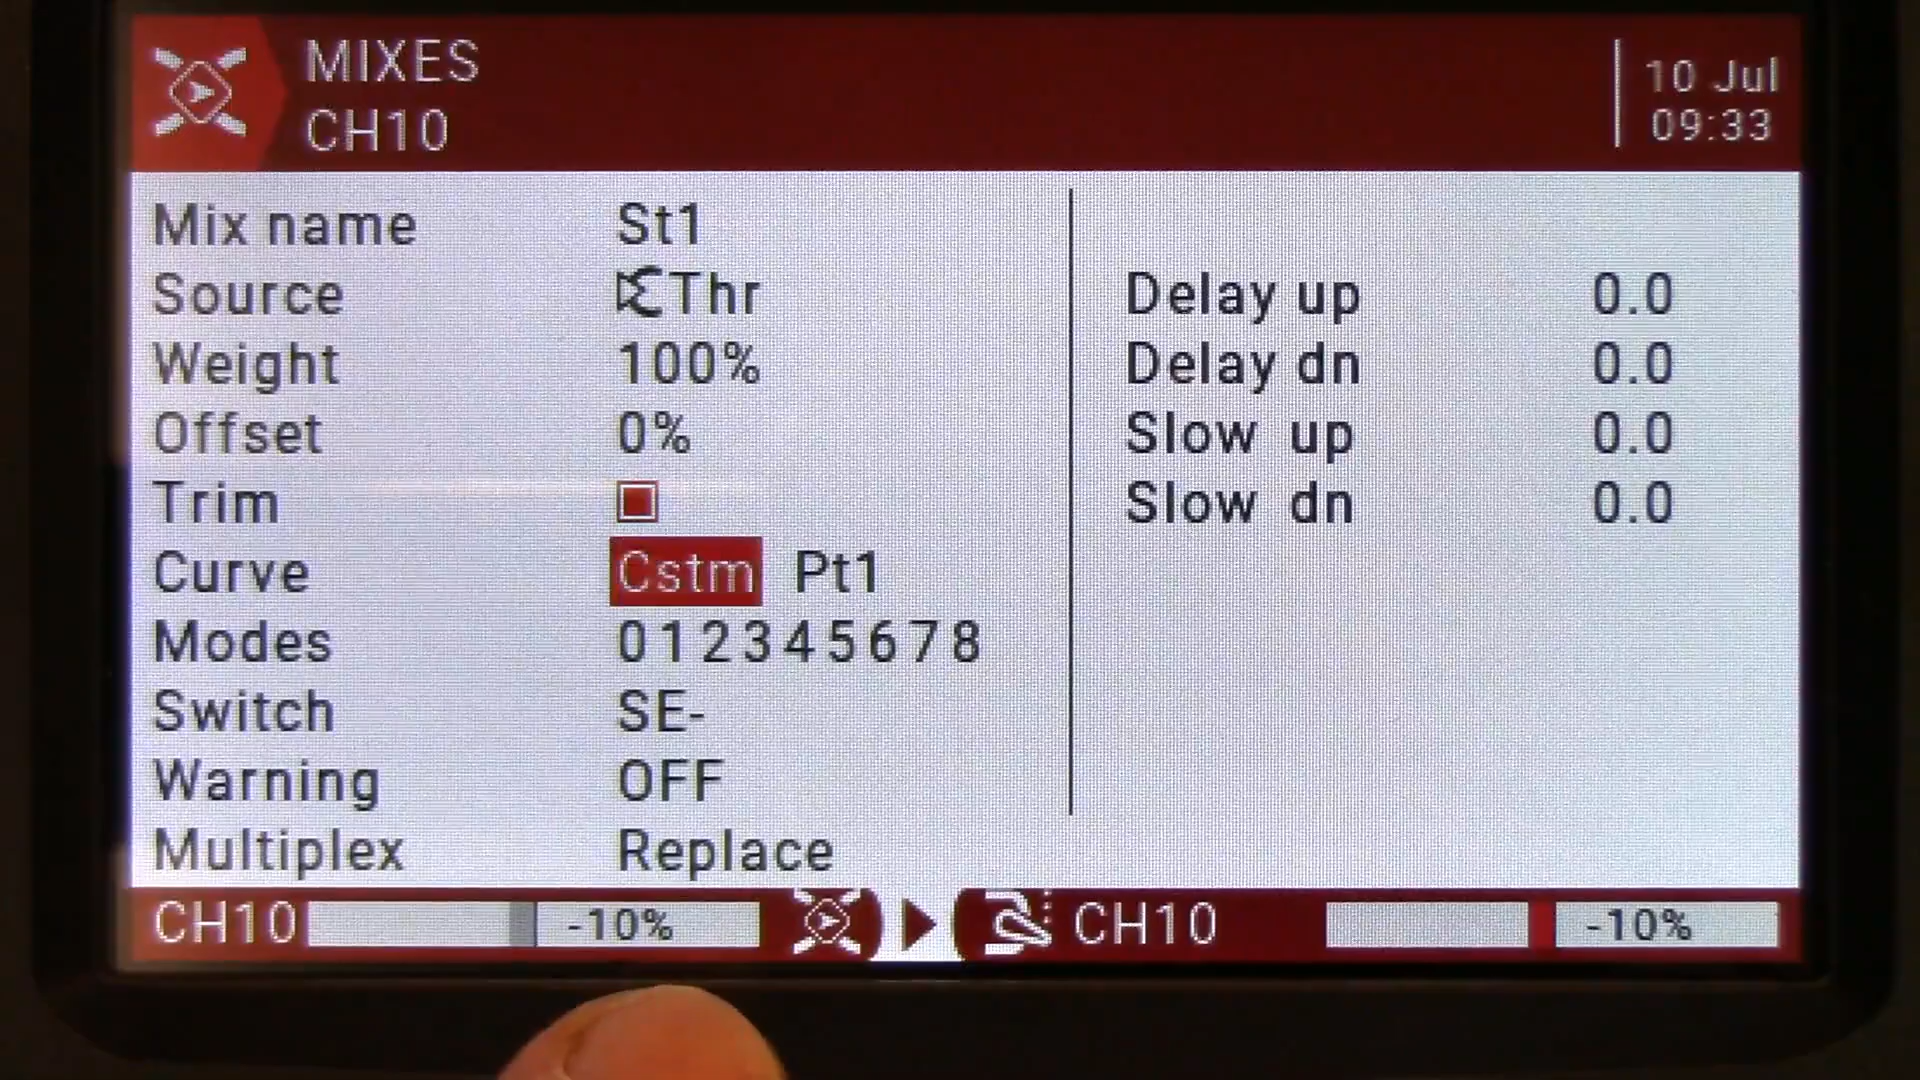 MIXES
CH10
10 Jul
09:33
Mix name St1
Source Thr
Weight 100%
Offset 0%
Trim
Curve Cstm Pt1
Modes 012345678
Switch SE-
Warning OFF
Multiplex Replace
Delay up 0.0
Delay dn 0.0
Slow up 0.0
Slow dn 0.0
CH10 -10% CH10 -10%